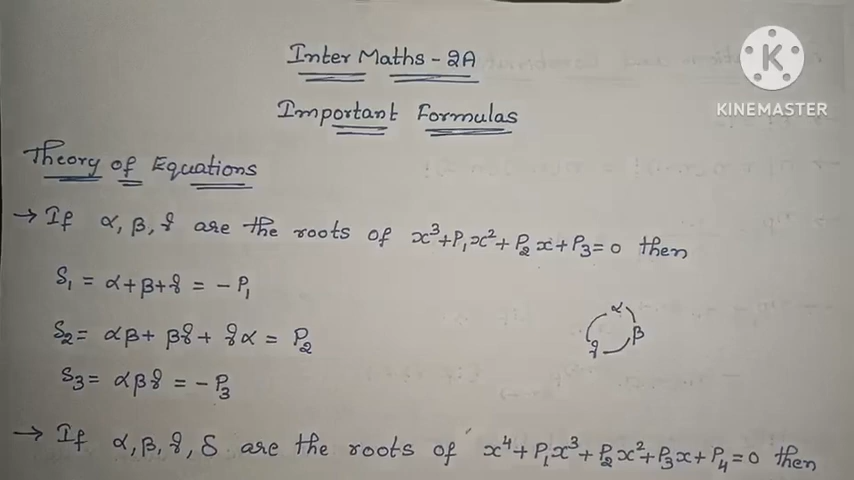 Inter Maths - 2A
KINEMASTER
Important Formulas
Theory of Equations
→ If α, β, γ are the roots of x³+P₁x²+P₂x+P₃=0 then
S₁ = α+β+γ = -P₁
S₂ = αβ+ βγ+ γα = P₂
S₃ = αβγ = -P₃
α
β
γ
→ If α, β, γ, δ are the roots of x⁴+P₁x³+P₂x²+P₃x+P₄=0 then